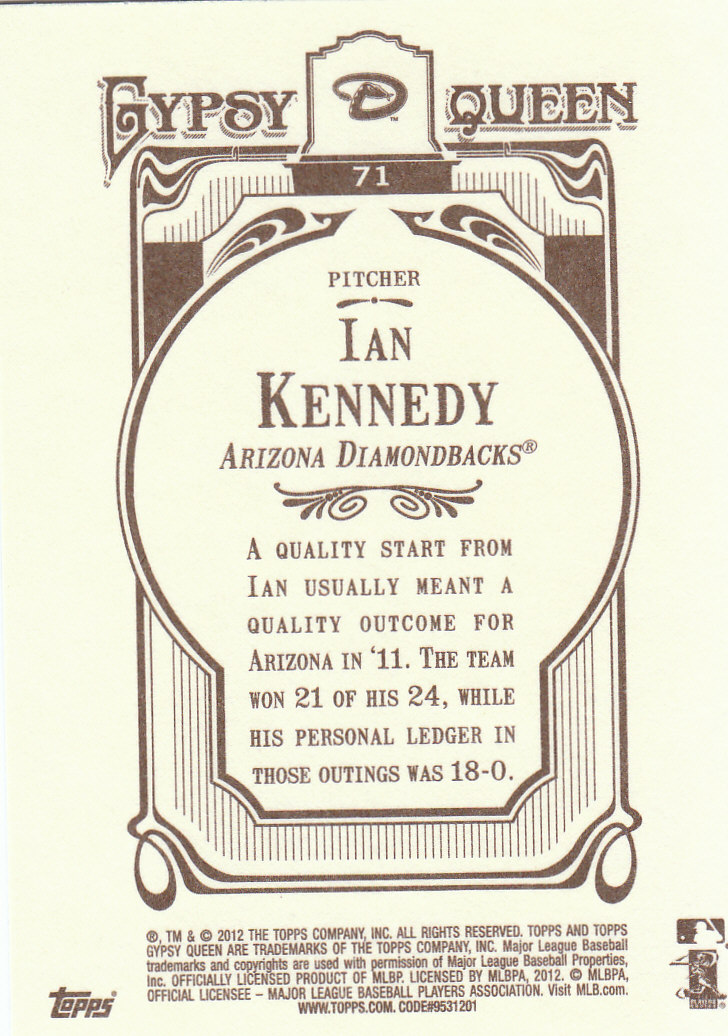 GYPSY QUEEN
71
PITCHER
IAN
KENNEDY
ARIZONA DIAMONDBACKS®
A QUALITY START FROM
IAN USUALLY MEANT A
QUALITY OUTCOME FOR
ARIZONA IN '11. THE TEAM
WON 21 OF HIS 24, WHILE
HIS PERSONAL LEDGER IN
THOSE OUTINGS WAS 18-0.
®, TM & © 2012 THE TOPPS COMPANY, INC. ALL RIGHTS RESERVED. TOPPS AND TOPPS
GYPSY QUEEN ARE TRADEMARKS OF THE TOPPS COMPANY, INC. Major League Baseball
trademarks and copyrights are used with permission of Major League Baseball Properties,
Inc. OFFICIALLY LICENSED PRODUCT OF MLBP. LICENSED BY MLBPA, 2012. © MLBPA,
OFFICIAL LICENSEE – MAJOR LEAGUE BASEBALL PLAYERS ASSOCIATION. Visit MLB.com.
WWW.TOPPS.COM. CODE#9531201
Topps®